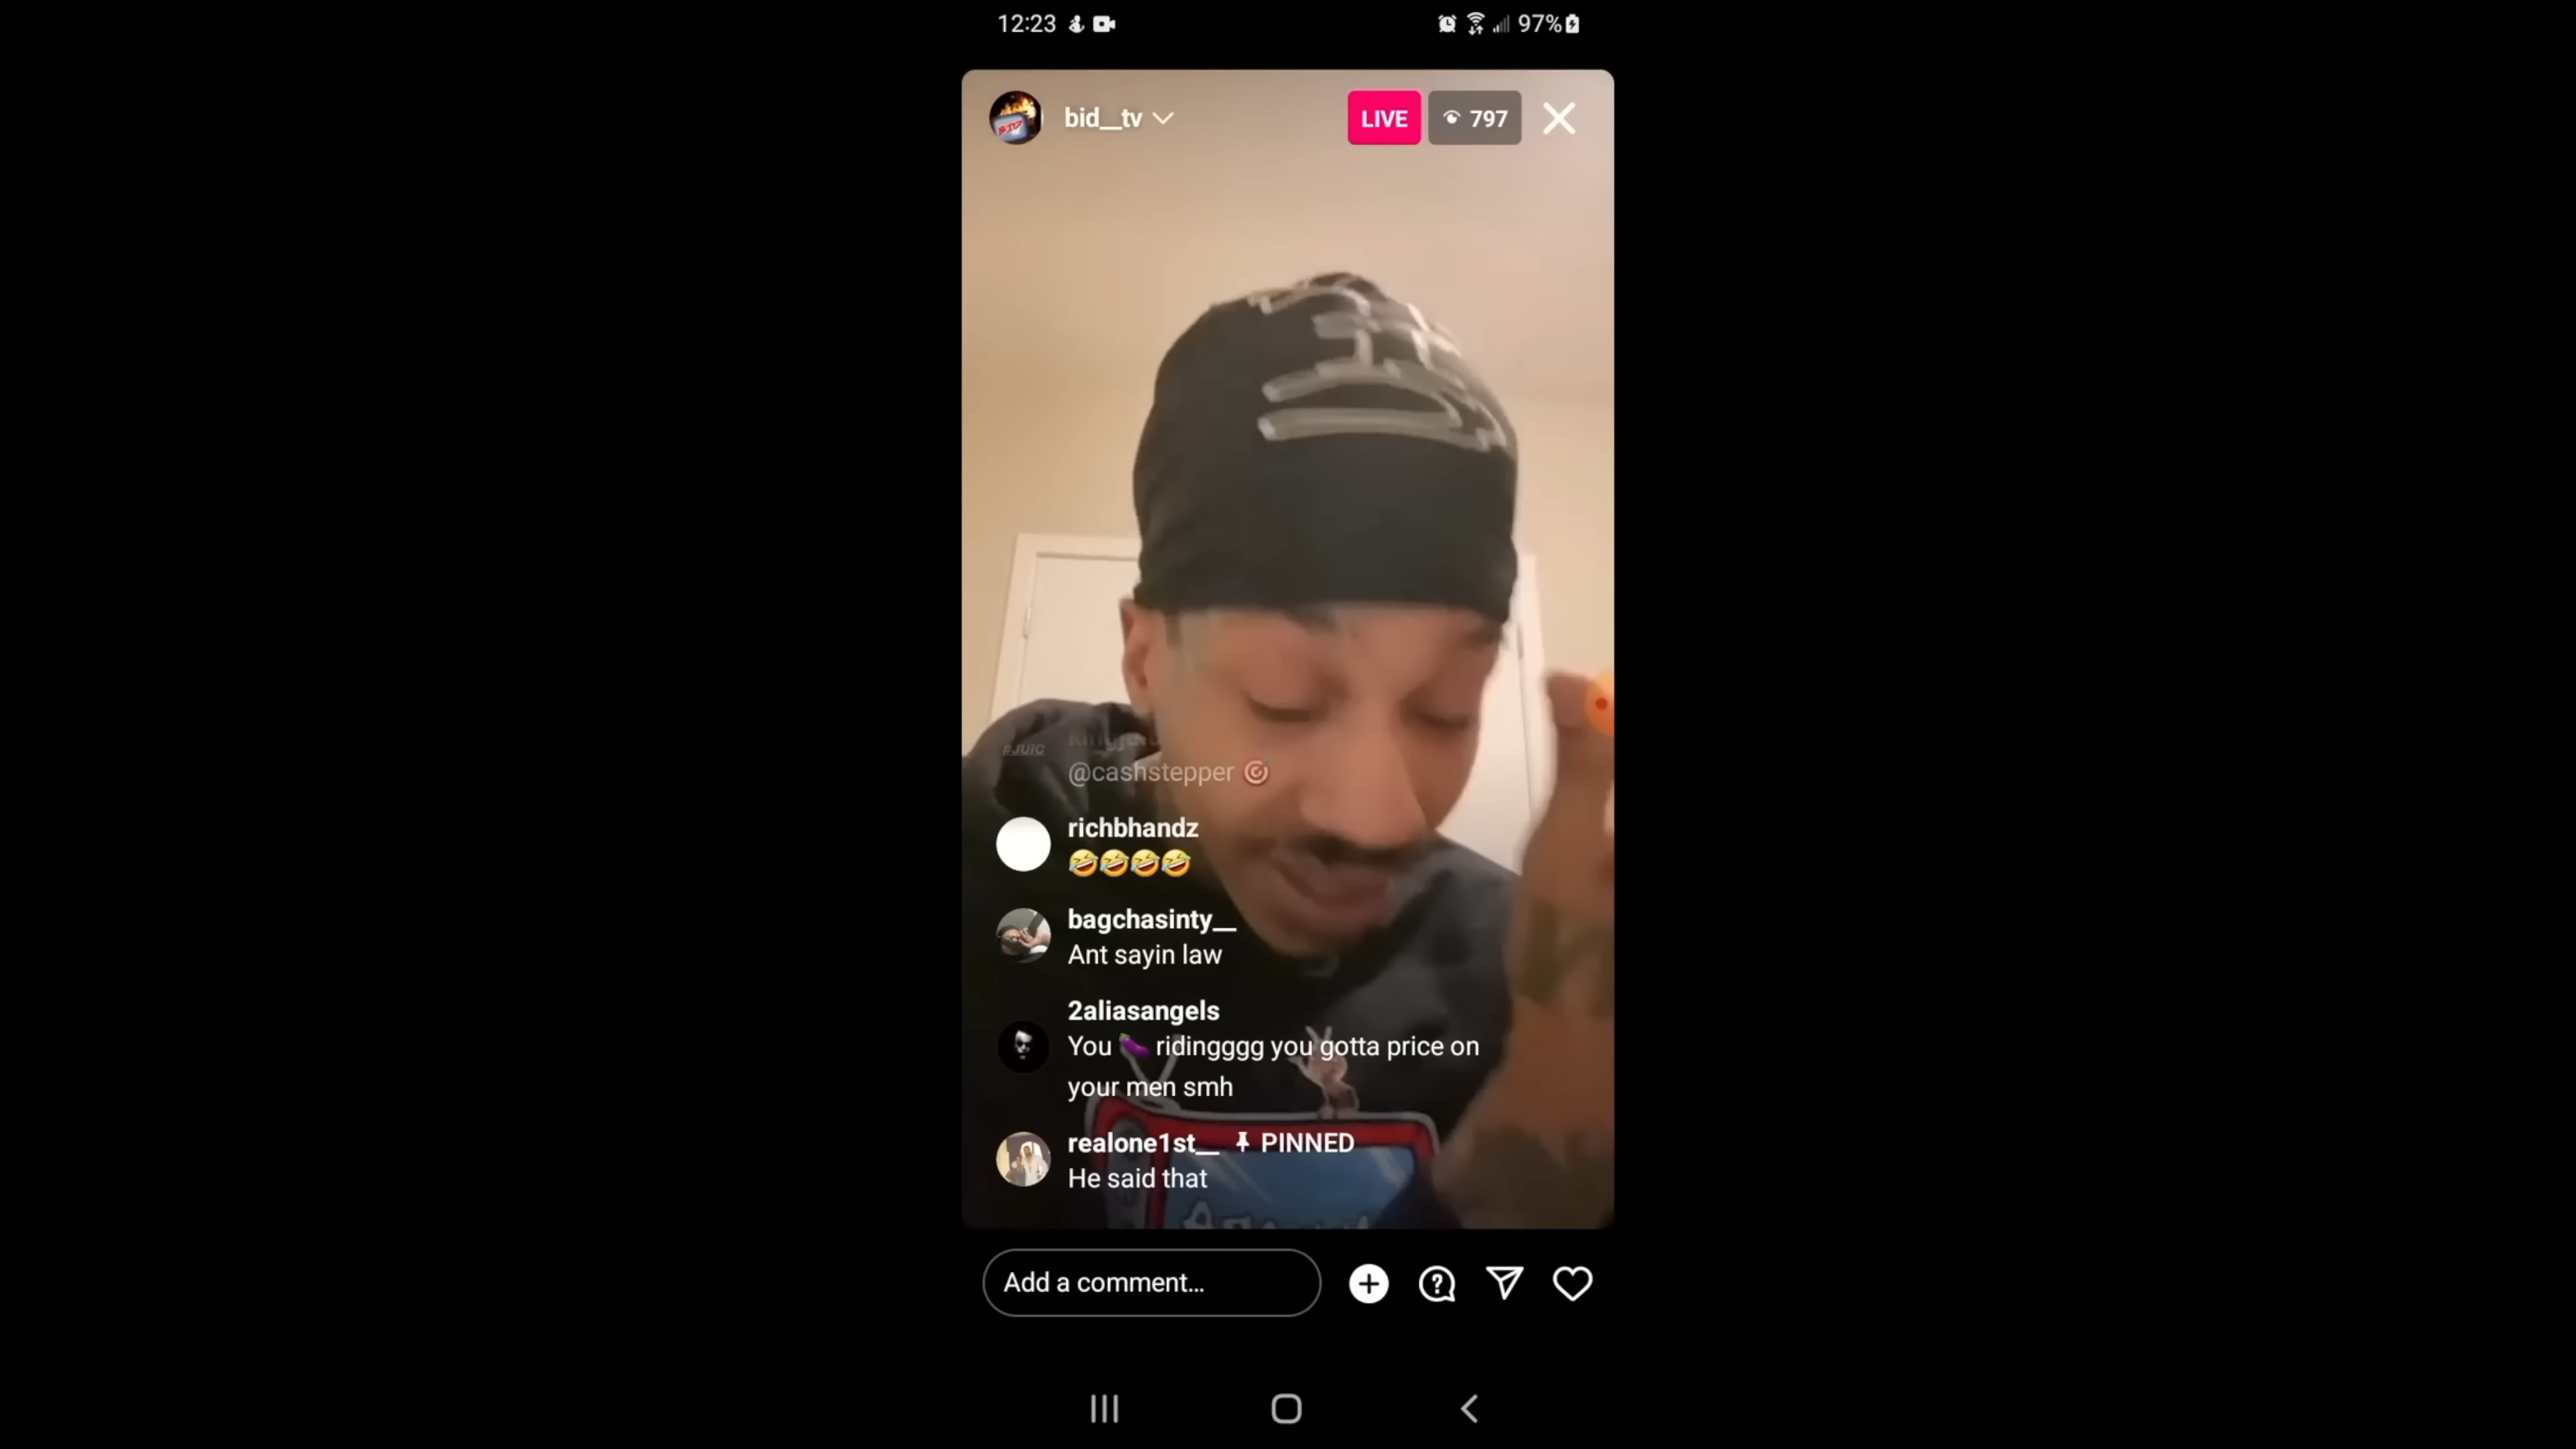 12:23
97%
bid__tv
LIVE
797
#JUIC
@cashstepper
richbhandz
🤣🤣🤣🤣
bagchasinty__
Ant sayin law
2aliasangels
You 🍆 ridingggg you gotta price on
your men smh
realone1st__ PINNED
He said that
Add a comment...